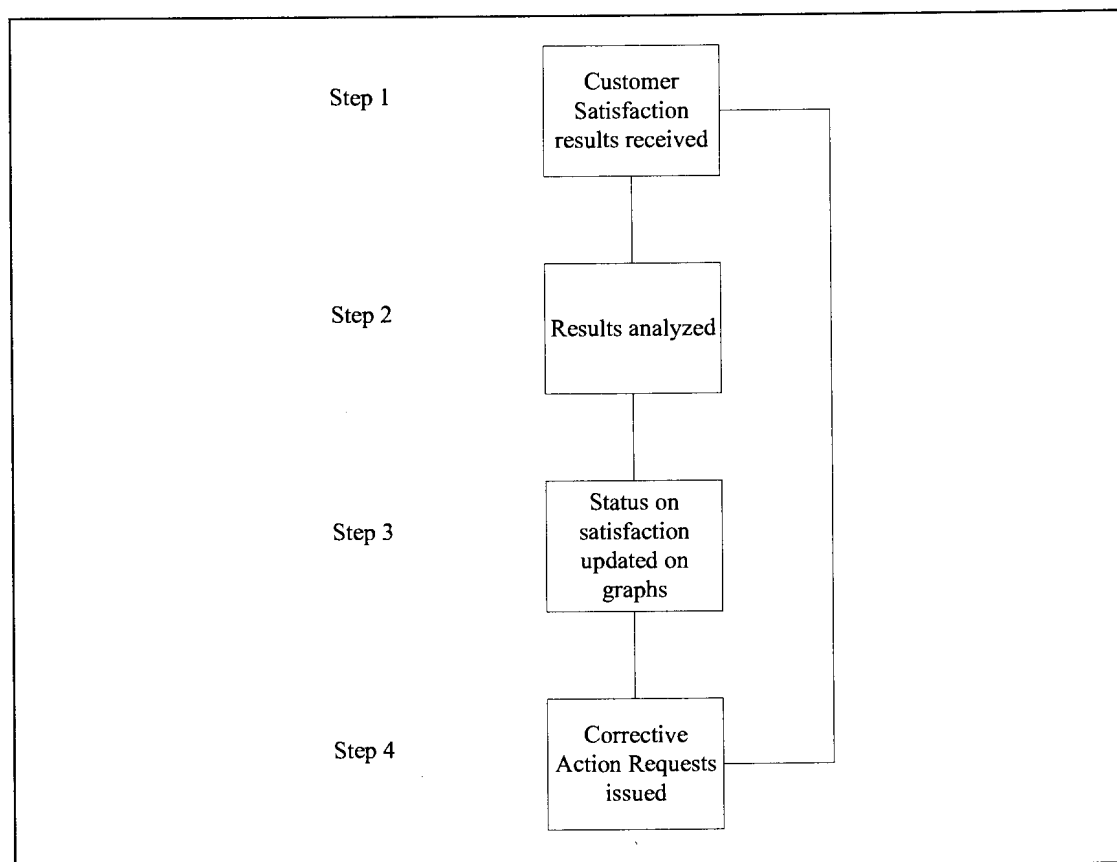 Step 1
Customer
Satisfaction
results received
Step 2
Results analyzed
Step 3
Status on
satisfaction
updated on
graphs
Step 4
Corrective
Action Requests
issued